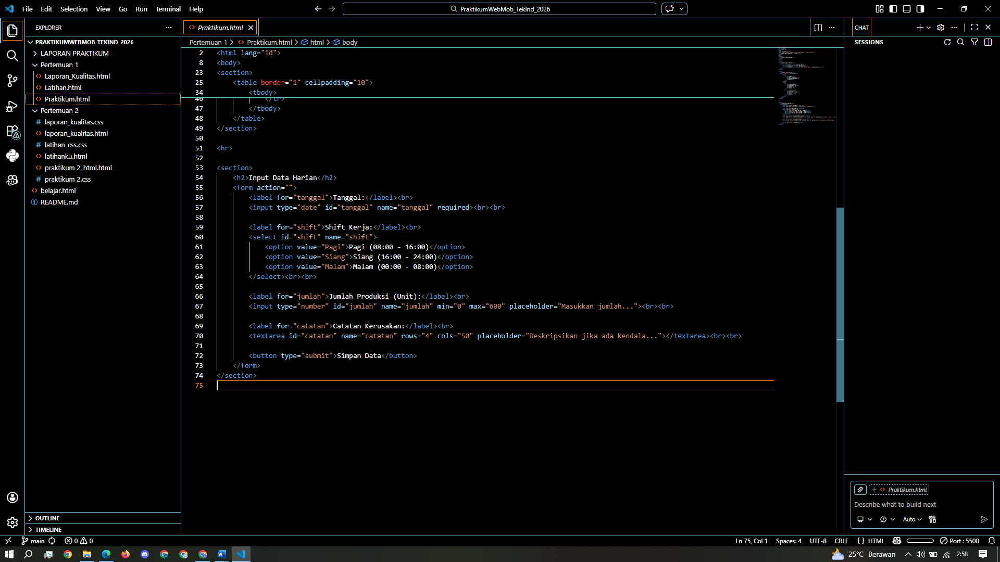 File Edit Selection View Go Run Terminal Help
PraktikumWebMob_TekInd_2026
EXPLORER
PRAKTIKUMWEBMOB_TEKIND_2026
LAPORAN PRAKTIKUM
Pertemuan 1
Laporan_Kualitas.html
Latihan.html
Praktikum.html
Pertemuan 2
laporan_kualitas.css
laporan_kualitas.html
latihan_css.css
latihanku.html
praktikum 2_html.html
praktikum 2.css
belajar.html
README.md
OUTLINE
TIMELINE
Praktikum.html
Pertemuan 1 > Praktikum.html > html > body
2 <html lang="id">
8 <body>
23 <section>
25 <table border="1" cellpadding="10">
34 <tbody>
46 </tr>
47 </tbody>
48 </table>
49 </section>
50
51 <hr>
52
53 <section>
54 <h2>Input Data Harian</h2>
55 <form action="">
56 <label for="tanggal">Tanggal:</label><br>
57 <input type="date" id="tanggal" name="tanggal" required><br><br>
58
59 <label for="shift">Shift Kerja:</label><br>
60 <select id="shift" name="shift">
61 <option value="Pagi">Pagi (08:00 - 16:00)</option>
62 <option value="Siang">Siang (16:00 - 24:00)</option>
63 <option value="Malam">Malam (00:00 - 08:00)</option>
64 </select><br><br>
65
66 <label for="jumlah">Jumlah Produksi (Unit):</label><br>
67 <input type="number" id="jumlah" name="jumlah" min="0" max="600" placeholder="Masukkan jumlah..."><br><br>
68
69 <label for="catatan">Catatan Kerusakan:</label><br>
70 <textarea id="catatan" name="catatan" rows="4" cols="50" placeholder="Deskripsikan jika ada kendala..."></textarea><br><br>
71
72 <button type="submit">Simpan Data</button>
73 </form>
74 </section>
75
CHAT
SESSIONS
Praktikum.html
Describe what to build next
Auto
main 0 0
Ln 75, Col 1 Spaces: 4 UTF-8 CRLF { } HTML Port : 5500
25°C Berawan 2:58